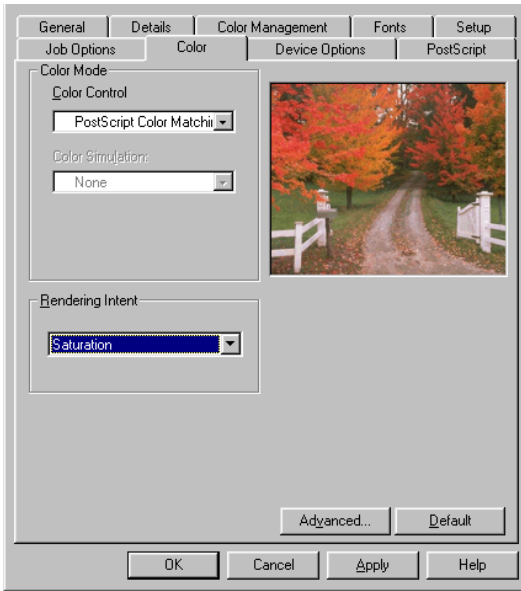 General Details Color Management Fonts Setup
Job Options Color Device Options PostScript
Color Mode
Color Control
PostScript Color Matchin
Color Simulation:
None
Rendering Intent
Saturation
Advanced... Default
OK Cancel Apply Help